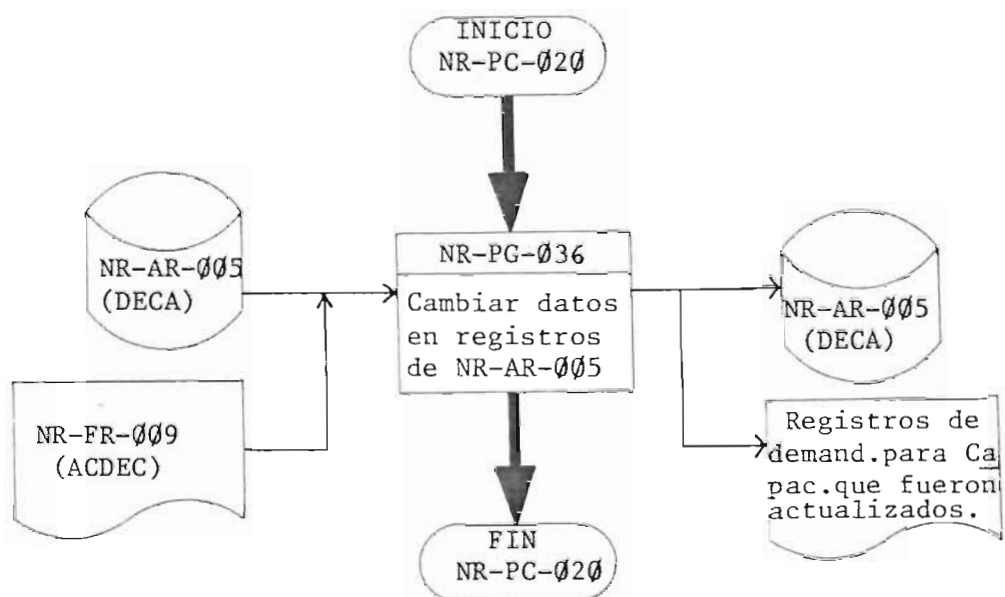 INICIO
NR-PC-Ø2Ø
NR-AR-ØØ5
(DECA)
NR-FR-ØØ9
(ACDEC)
NR-PG-Ø36
Cambiar datos
en registros
de NR-AR-ØØ5
NR-AR-ØØ5
(DECA)
Registros de
demand.para Ca
pac.que fueron
actualizados.
FIN
NR-PC-Ø2Ø